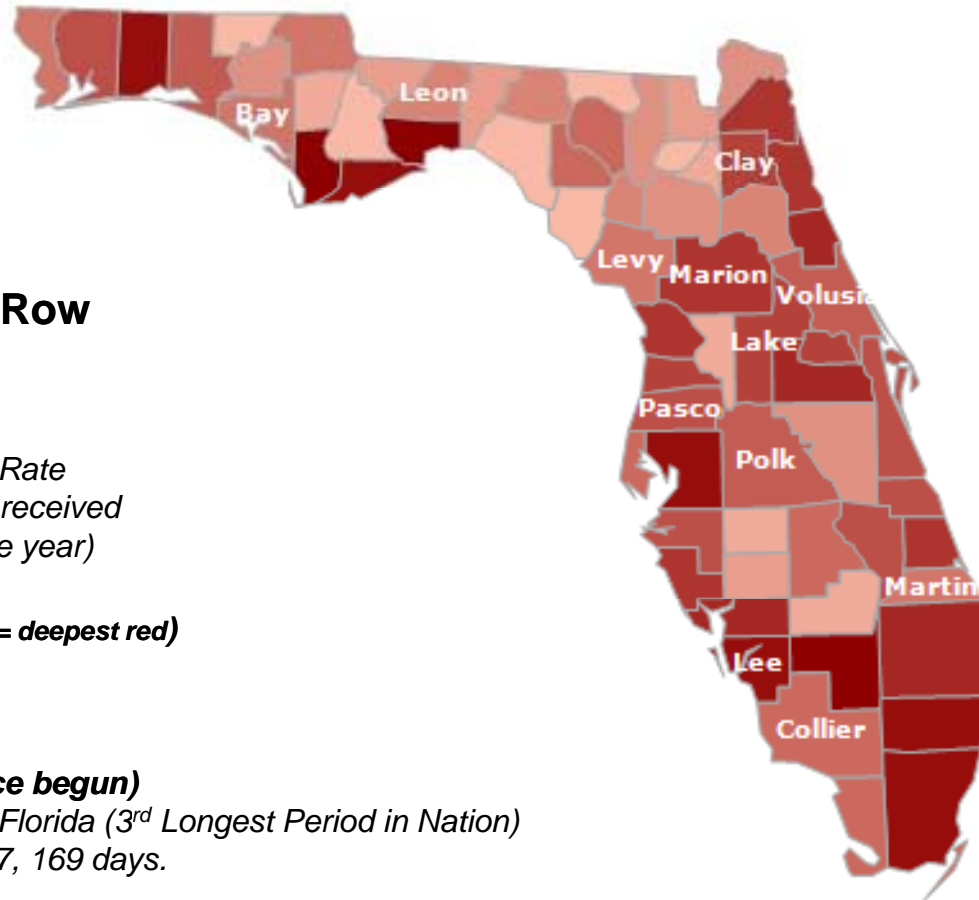 Leon
Bay
Clay
Levy
Marion
Volusi
Row
Lake
Pasco
Polk
Rate
received
e year)
Martin
= deepest red)
Lee
Collier
ce begun)
Florida (3rd Longest Period in Nation)
7, 169 days.